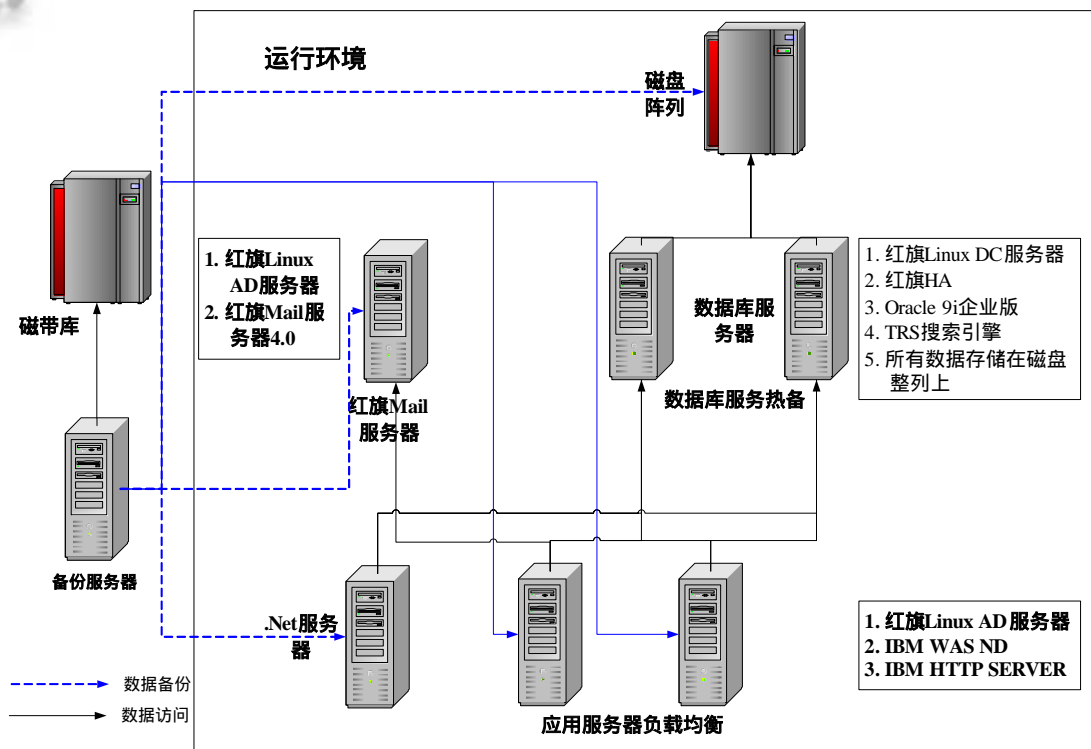 运行环境
磁盘
阵列
磁带库
1. 红旗Linux
AD服务器
2. 红旗Mail服
务器4.0
红旗Mail
服务器
数据库服
务器
数据库服务热备
1. 红旗Linux DC服务器
2. 红旗HA
3. Oracle 9i企业版
4. TRS搜索引擎
5. 所有数据存储在磁盘
整列上
备份服务器
.Net服务
器
应用服务器负载均衡
1. 红旗Linux AD服务器
2. IBM WAS ND
3. IBM HTTP SERVER
数据备份
数据访问